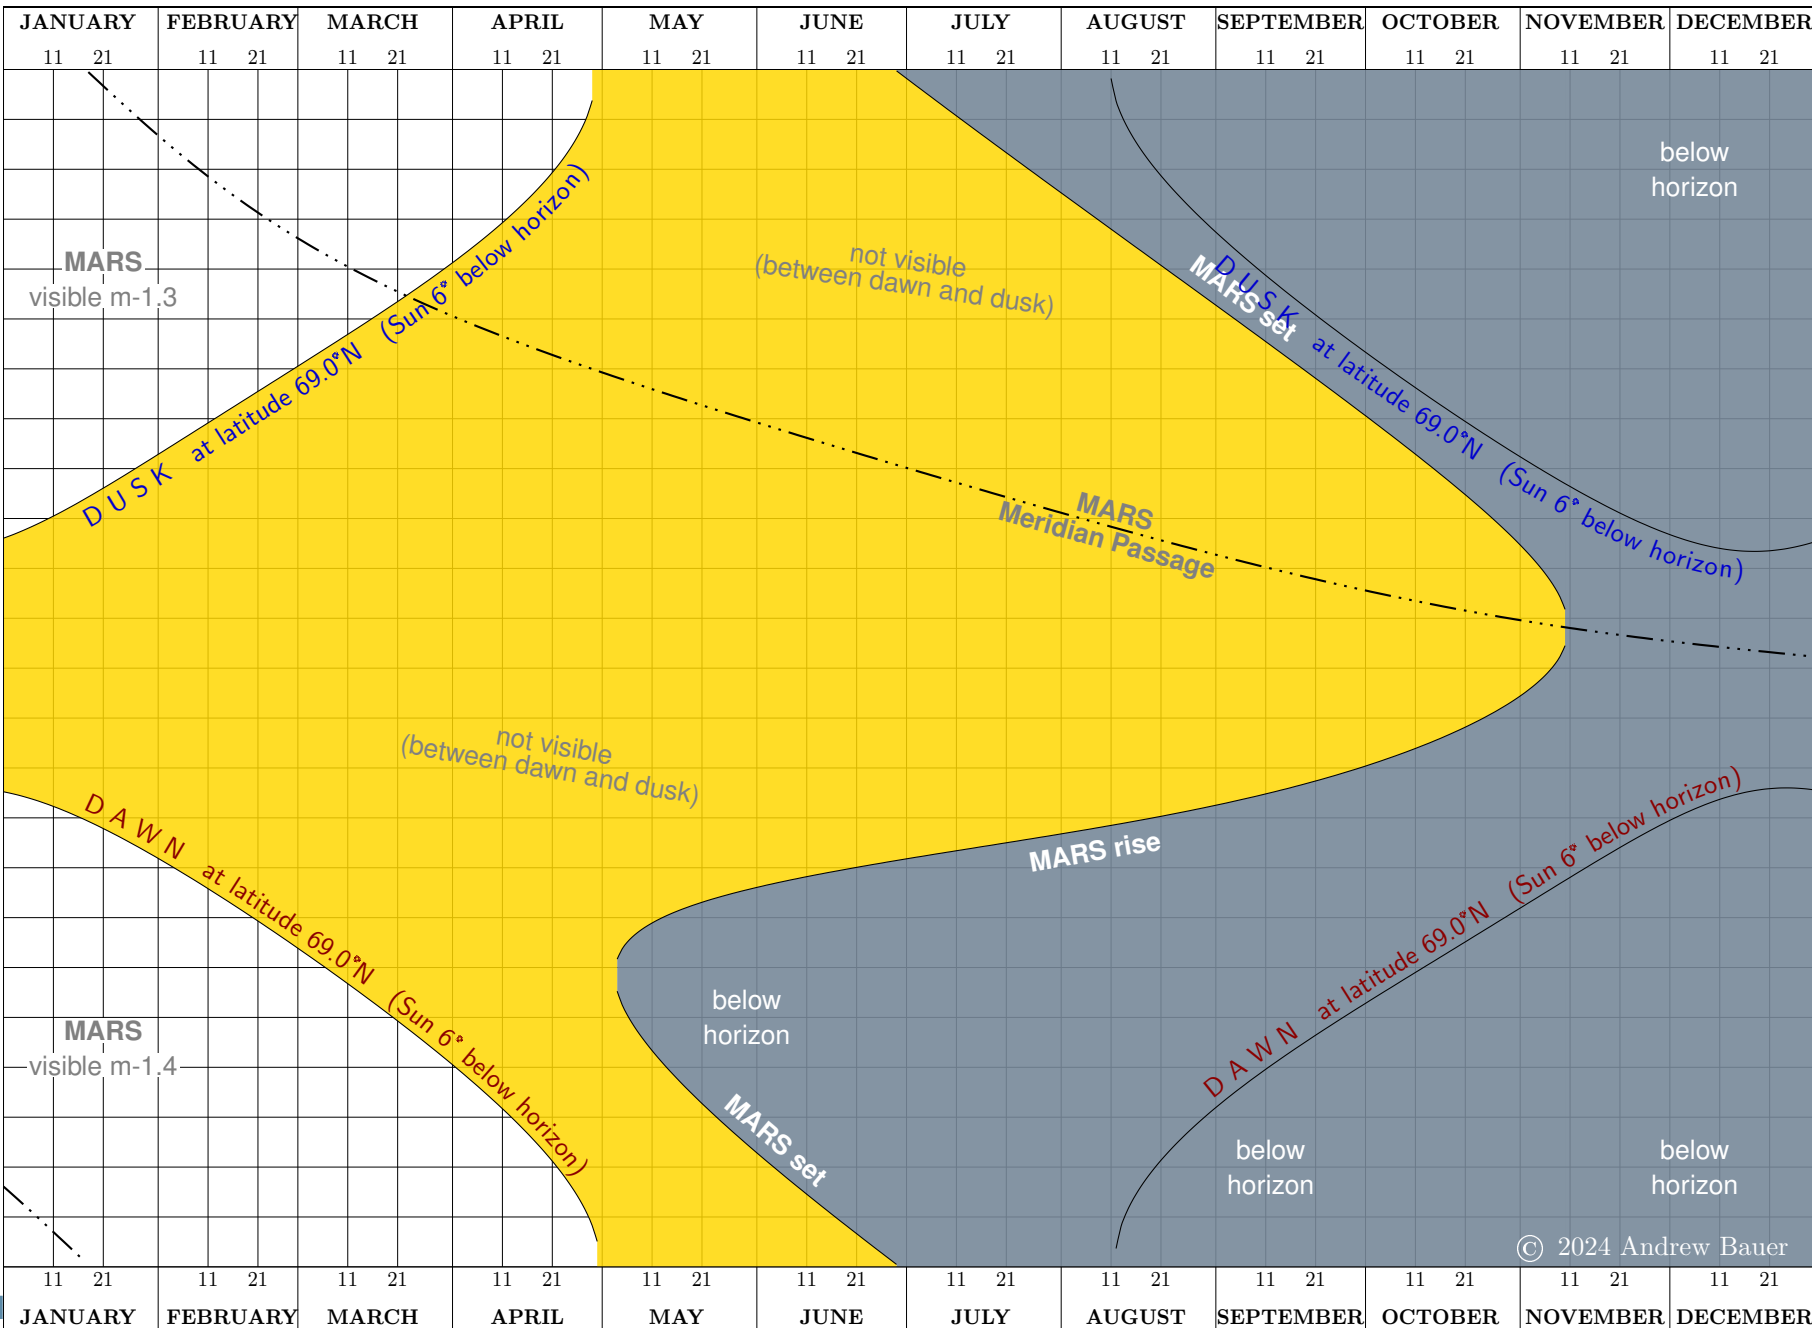 JANUARY FEBRUARY MARCH APRIL MAY JUNE JULY AUGUST SEPTEMBER OCTOBER NOVEMBER DECEMBER
11 21 11 21 11 21 11 21 11 21 11 21 11 21 11 21 11 21 11 21 11 21 11 21
below
horizon
MARS
visible m-1.3
DUSK at latitude 69.0°N (Sun 6° below horizon)
not visible
(between dawn and dusk)
MARS set
DUSK at latitude 69.0°N (Sun 6° below horizon)
MARS
Meridian Passage
not visible
(between dawn and dusk)
DAWN at latitude 69.0°N (Sun 6° below horizon)
MARS rise
DAWN at latitude 69.0°N (Sun 6° below horizon)
below
horizon
MARS
visible m-1.4
MARS set
below
horizon
below
horizon
© 2024 Andrew Bauer
11 21 11 21 11 21 11 21 11 21 11 21 11 21 11 21 11 21 11 21 11 21 11 21
JANUARY FEBRUARY MARCH APRIL MAY JUNE JULY AUGUST SEPTEMBER OCTOBER NOVEMBER DECEMBER